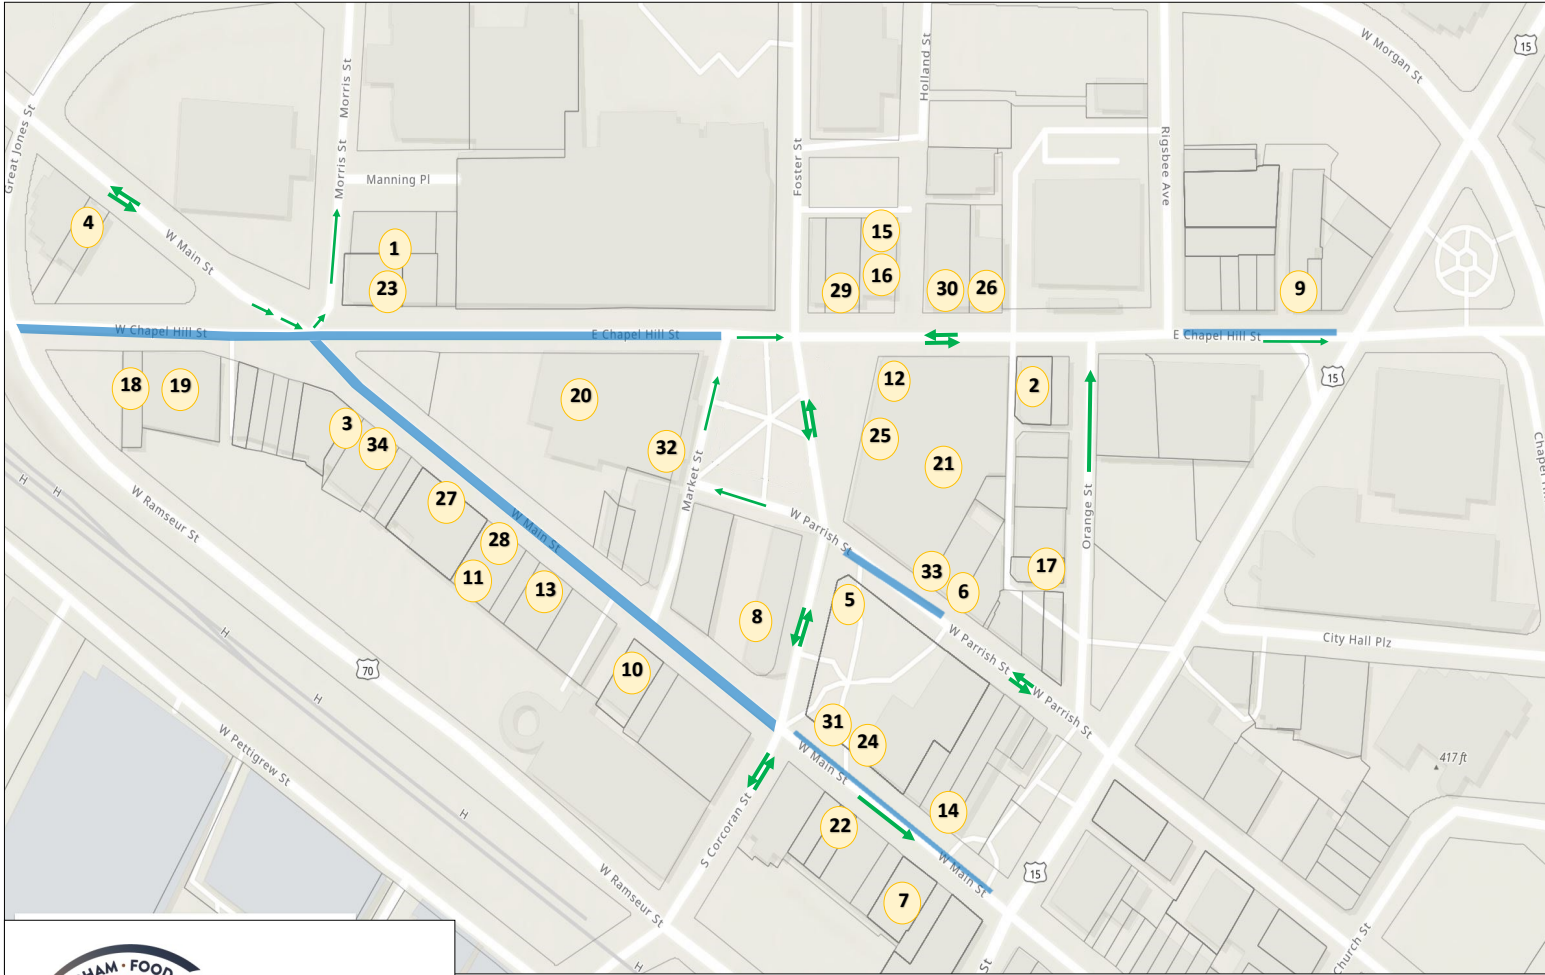 W Morgan St
15
Morris St
Holland St
Great Jones St
Morris St
Foster St
Rigsbee Ave
Manning Pl
4
W Main St
1
15
16
23
29
30
26
9
W Chapel Hill St
E Chapel Hill St
E Chapel Hill St
18
19
20
12
2
15
3
34
25
21
32
Market St
Chapel
H
H
W Ramseur St
27
W Main St
28
W Parrish St
Orange St
11
13
33
6
17
5
8
H
70
10
W Parrish St
City Hall Plz
H
W Parrish St
31
24
W Main St
W Pettigrew St
417 ft
H
S Corcoran St
22
14
W Main St
15
7
W Ramseur St
Church St
St
H
HAM · FOOD